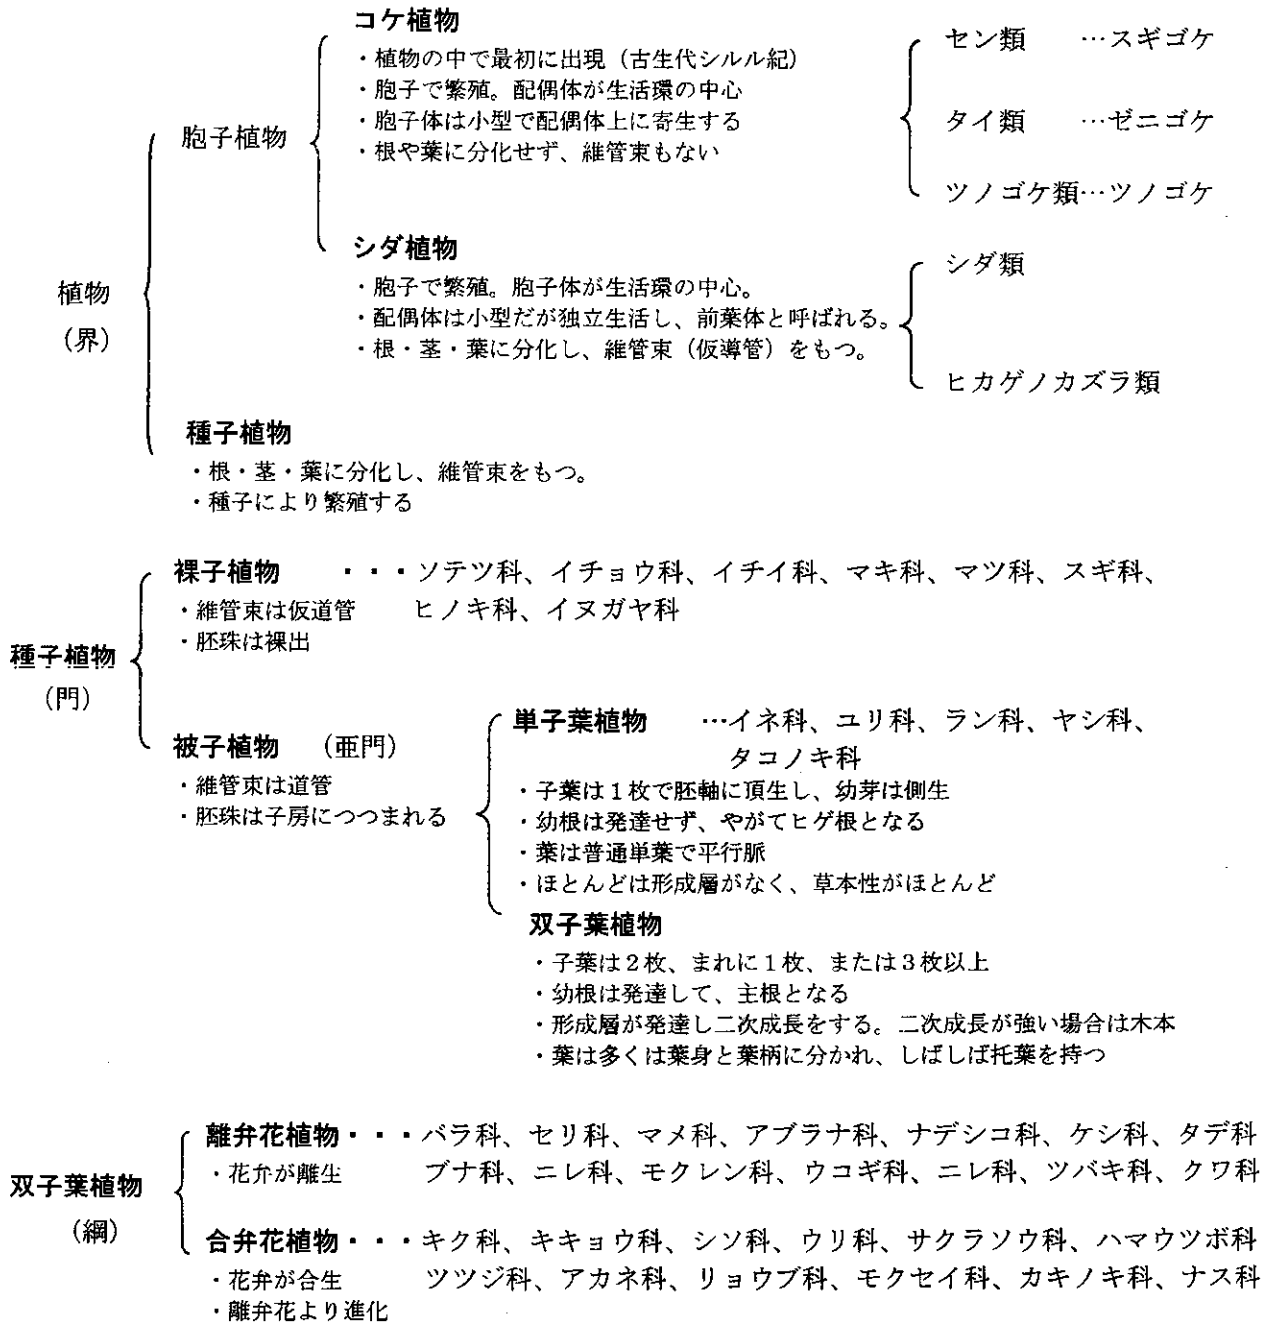 コケ植物
・植物の中で最初に出現（古生代シルル紀）
・胞子で繁殖。配偶体が生活環の中心
・胞子体は小型で配偶体上に寄生する
・根や葉に分化せず、維管束もない
セン類　…スギゴケ
タイ類　…ゼニゴケ
ツノゴケ類…ツノゴケ
胞子植物
シダ植物
・胞子で繁殖。胞子体が生活環の中心。
・配偶体は小型だが独立生活し、前葉体と呼ばれる。
・根・茎・葉に分化し、維管束（仮導管）をもつ。
シダ類
ヒカゲノカズラ類
植物
（界）
種子植物
・根・茎・葉に分化し、維管束をもつ。
・種子により繁殖する
種子植物
（門）
裸子植物　・・・ソテツ科、イチョウ科、イチイ科、マキ科、マツ科、スギ科、
・維管束は仮道管　ヒノキ科、イヌガヤ科
・胚珠は裸出
被子植物　（亜門）
・維管束は道管
・胚珠は子房につつまれる
単子葉植物　…イネ科、ユリ科、ラン科、ヤシ科、
タコノキ科
・子葉は１枚で胚軸に頂生し、幼芽は側生
・幼根は発達せず、やがてヒゲ根となる
・葉は普通単葉で平行脈
・ほとんどは形成層がなく、草本性がほとんど
双子葉植物
・子葉は２枚、まれに１枚、または３枚以上
・幼根は発達して、主根となる
・形成層が発達し二次成長をする。二次成長が強い場合は木本
・葉は多くは葉身と葉柄に分かれ、しばしば托葉を持つ
双子葉植物
（綱）
離弁花植物・・・バラ科、セリ科、マメ科、アブラナ科、ナデシコ科、ケシ科、タデ科
・花弁が離生　ブナ科、ニレ科、モクレン科、ウコギ科、ニレ科、ツバキ科、クワ科
合弁花植物・・・キク科、キキョウ科、シソ科、ウリ科、サクラソウ科、ハマウツボ科
・花弁が合生　ツツジ科、アカネ科、リョウブ科、モクセイ科、カキノキ科、ナス科
・離弁花より進化